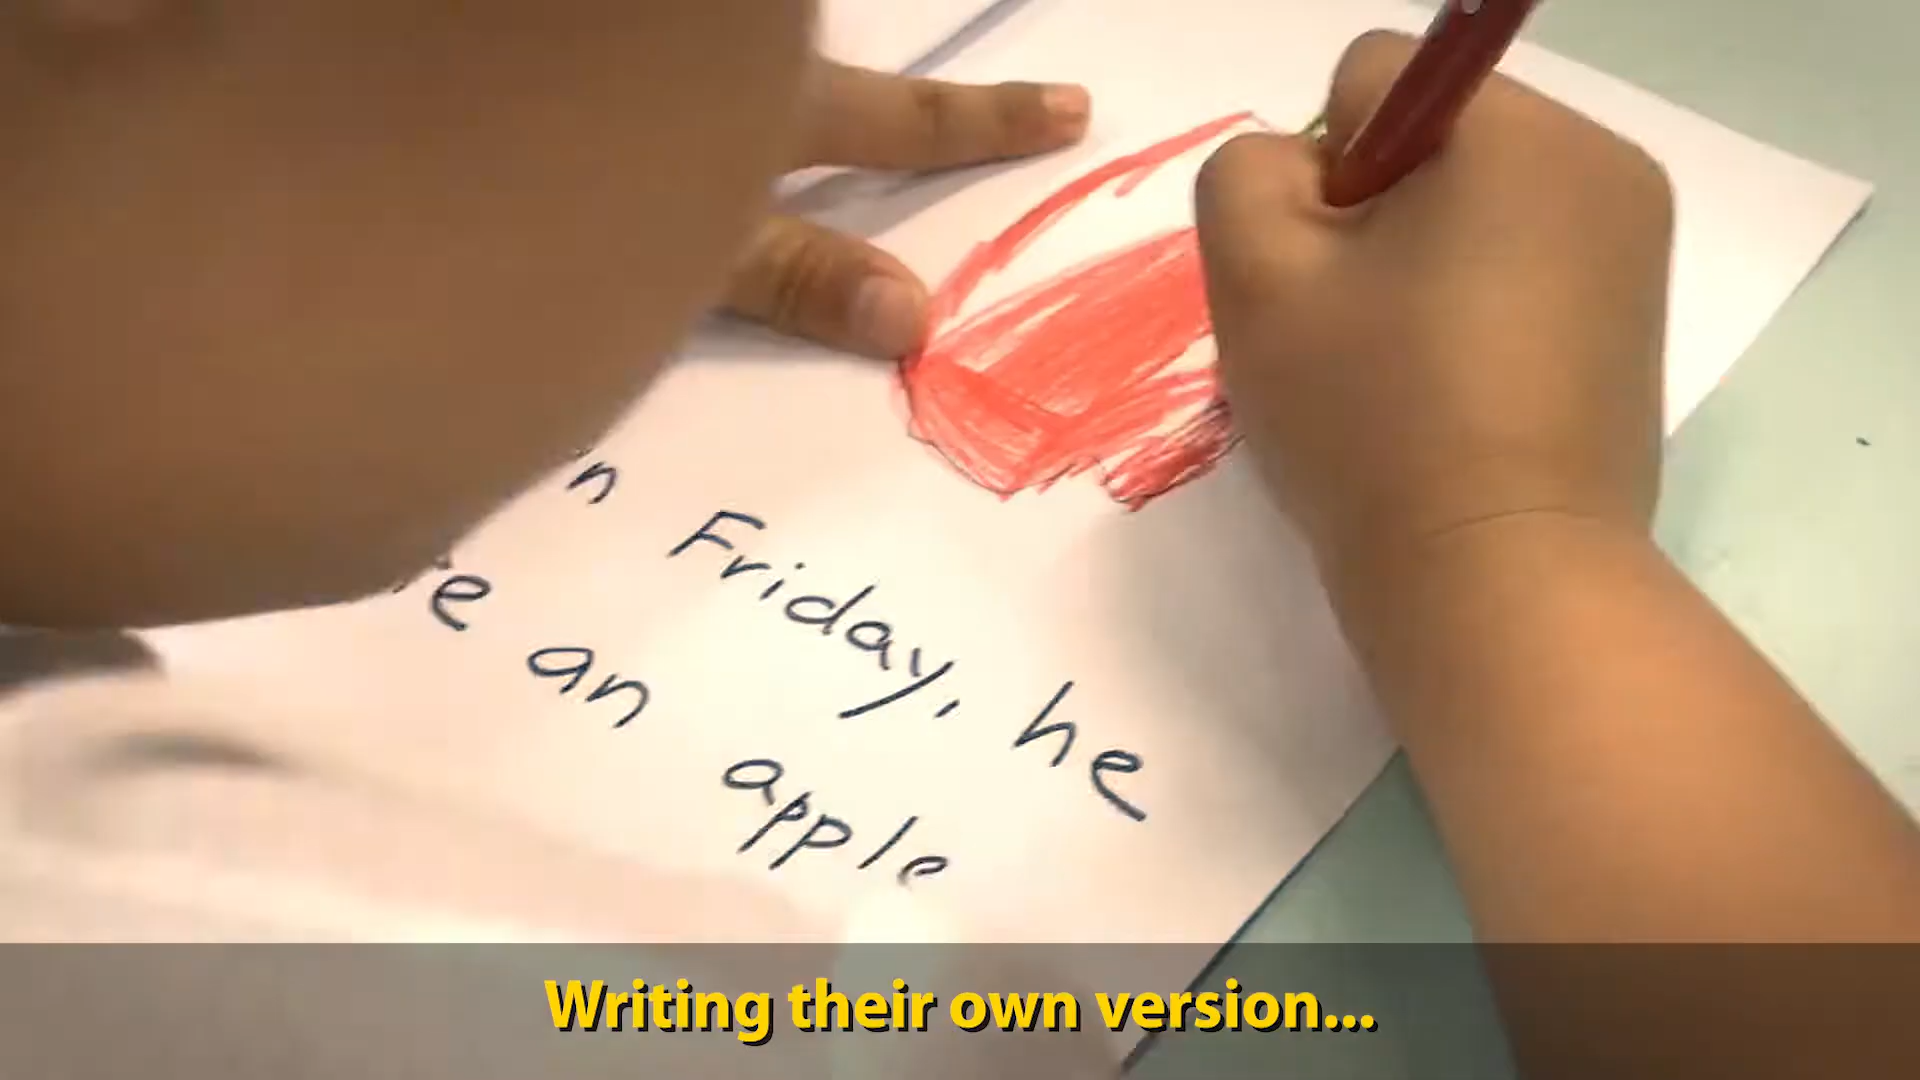 n Friday, he
e an apple
Writing their own version...